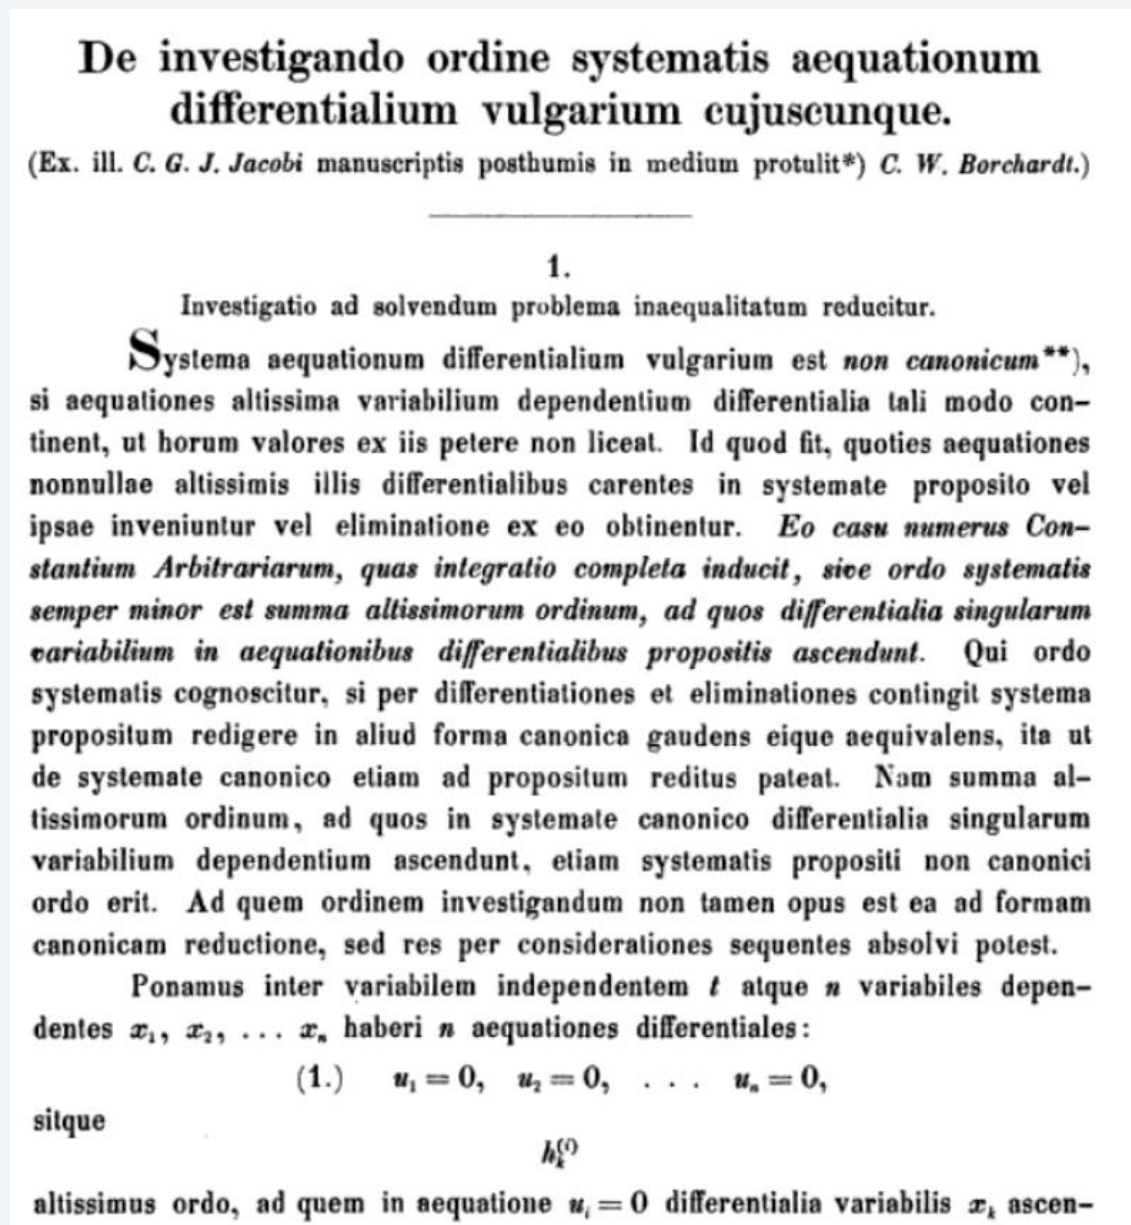 De investigando ordine systematis aequationum
differentialium vulgarium cujuscunque.
(Ex. ill. C. G. J. Jacobi manuscriptis posthumis in medium protulit*) C. W. Borchardt.)
1.
Investigatio ad solvendum problema inaequalitatum reducitur.
Systema aequationum differentialium vulgarium est non canonicum**),
si aequationes altissima variabilium dependentium differentialia tali modo con-
tinent, ut horum valores ex iis petere non liceat. Id quod fit, quoties aequationes
nonnullae altissimis illis differentialibus carentes in systemate proposito vel
ipsae inveniuntur vel eliminatione ex eo obtinentur. Eo casu numerus Con-
stantium Arbitrariarum, quas integratio completa inducit, sive ordo systematis
semper minor est summa altissimorum ordinum, ad quos differentialia singularum
variabilium in aequationibus differentialibus propositis ascendunt. Qui ordo
systematis cognoscitur, si per differentiationes et eliminationes contingit systema
propositum redigere in aliud forma canonica gaudens eique aequivalens, ita ut
de systemate canonico etiam ad propositum reditus pateat. Nam summa al-
tissimorum ordinum, ad quos in systemate canonico differentialia singularum
variabilium dependentium ascendunt, etiam systematis propositi non canonici
ordo erit. Ad quem ordinem investigandum non tamen opus est ea ad formam
canonicam reductione, sed res per considerationes sequentes absolvi potest.
Ponamus inter variabilem independentem t atque n variabiles depen-
dentes x₁, x₂, ... xₙ haberi n aequationes differentiales:
(1.) u₁ = 0, u₂ = 0, . . . uₙ = 0,
sitque
hₖ⁽ⁱ⁾
altissimus ordo, ad quem in aequatione uᵢ = 0 differentialia variabilis xₖ ascen-